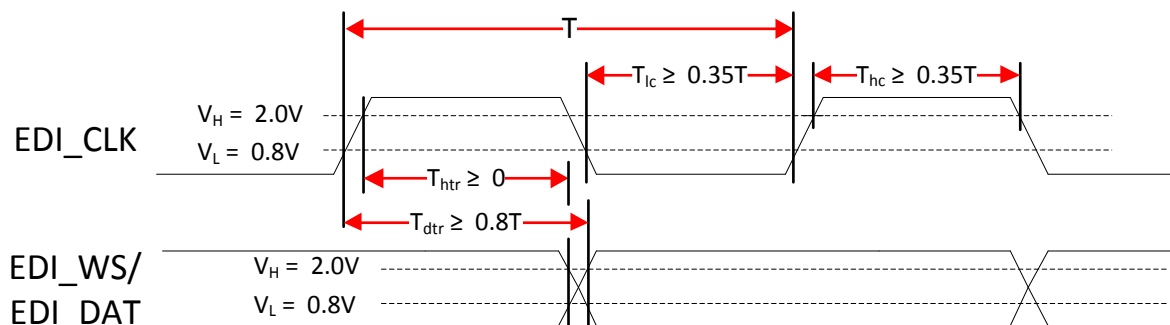 T
T_lc ≥ 0.35T
T_hc ≥ 0.35T
EDI_CLK
V_H = 2.0V
V_L = 0.8V
T_htr ≥ 0
T_dtr ≥ 0.8T
EDI_WS/
EDI_DAT
V_H = 2.0V
V_L = 0.8V